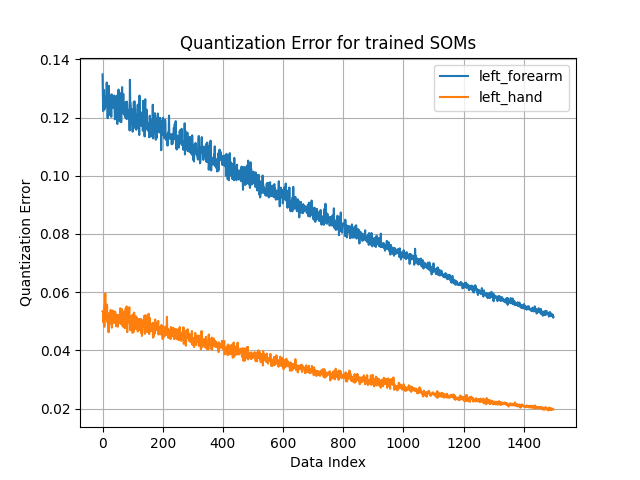 Quantization Error for trained SOMs
left_forearm
left_hand
Quantization Error
0.14
0.12
0.10
0.08
0.06
0.04
0.02
0 200 400 600 800 1000 1200 1400
Data Index